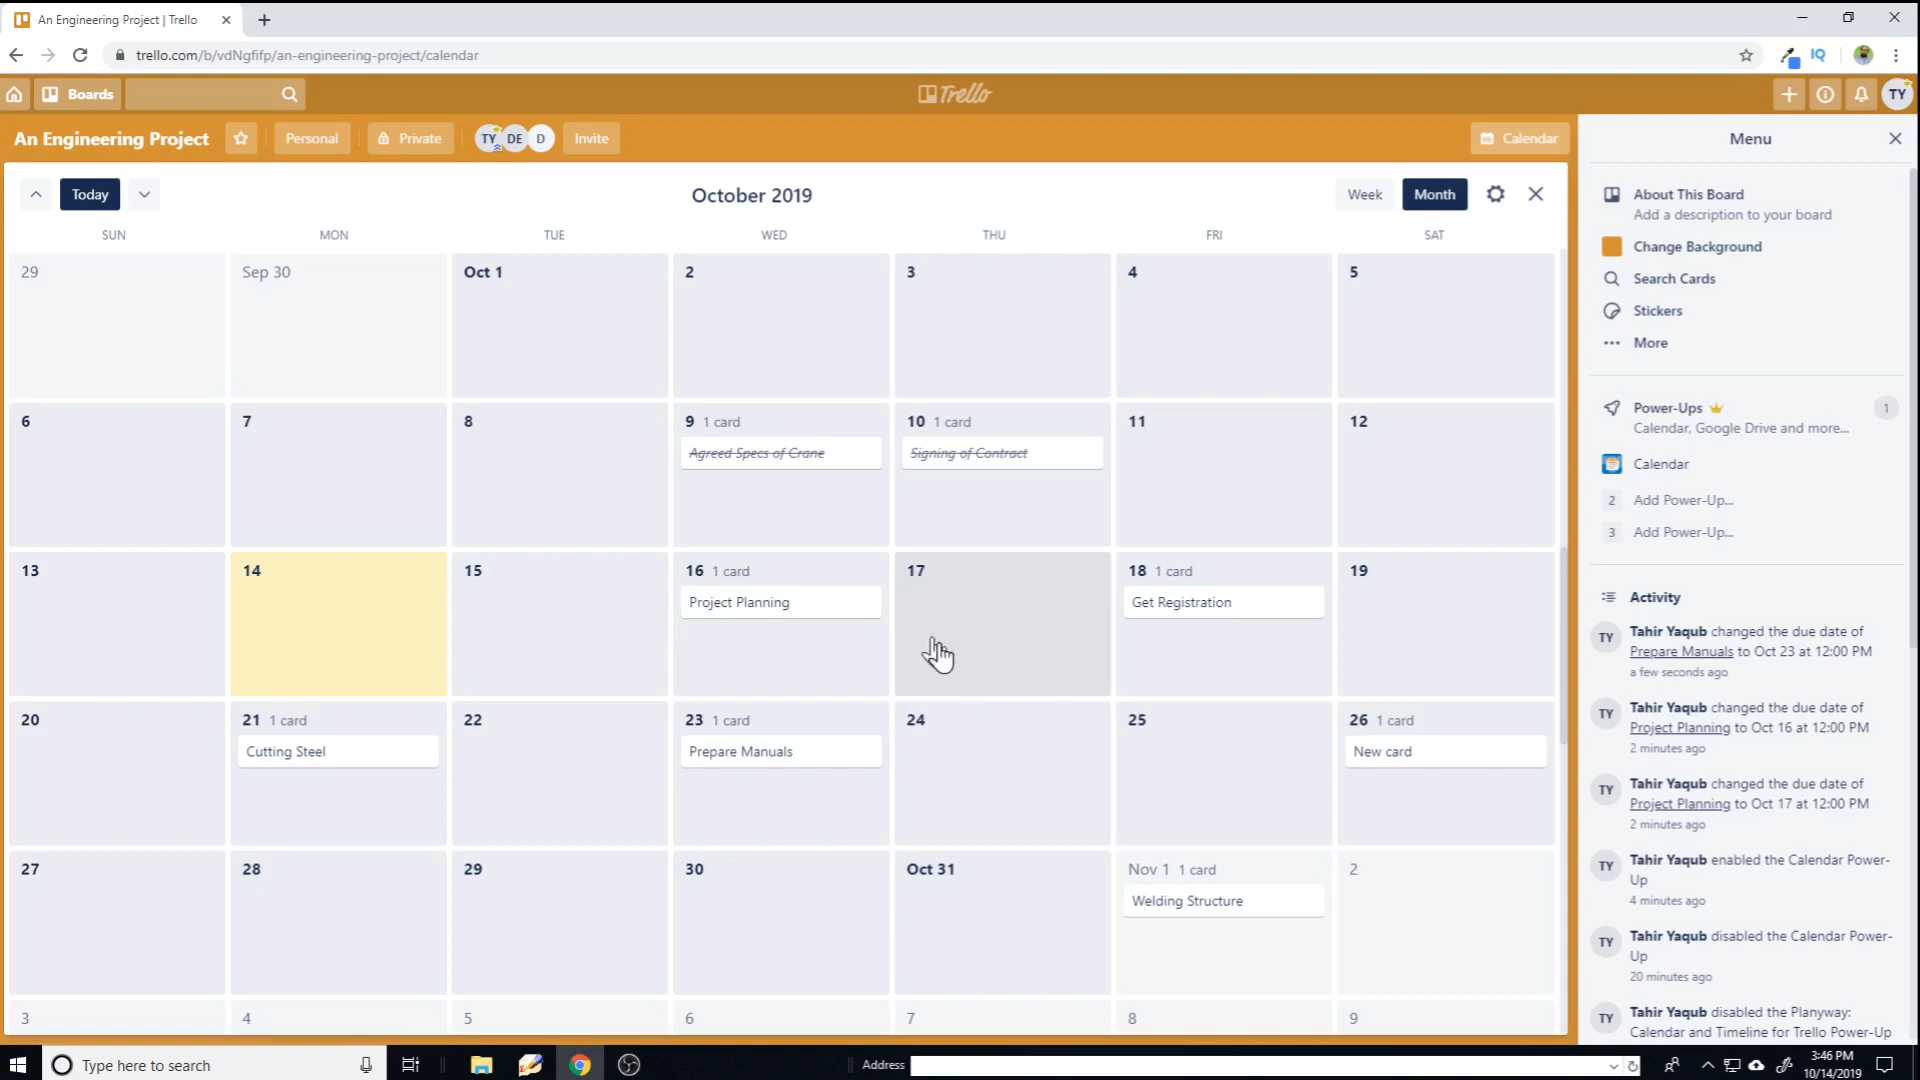 An Engineering Project | Trello
trello.com/b/vdNgfifp/an-engineering-project/calendar
IQ
Boards
Trello
TY
An Engineering Project
Personal
Private
TY DE D
Invite
Calendar
Today
October 2019
Week
Month
SUN MON TUE WED THU FRI SAT
29 Sep 30 Oct 1 2 3 4 5
6 7 8 9 1 card 10 1 card 11 12
Agreed Specs of Crane Signing of Contract
13 14 15 16 1 card 17 18 1 card 19
Project Planning Get Registration
20 21 1 card 22 23 1 card 24 25 26 1 card
Cutting Steel Prepare Manuals New card
27 28 29 30 Oct 31 Nov 1 1 card 2
Welding Structure
3 4 5 6 7 8 9
Menu
About This Board
Add a description to your board
Change Background
Search Cards
Stickers
More
Power-Ups 1
Calendar, Google Drive and more...
Calendar
2 Add Power-Up...
3 Add Power-Up...
Activity
TY Tahir Yaqub changed the due date of
Prepare Manuals to Oct 23 at 12:00 PM
a few seconds ago
TY Tahir Yaqub changed the due date of
Project Planning to Oct 16 at 12:00 PM
2 minutes ago
TY Tahir Yaqub changed the due date of
Project Planning to Oct 17 at 12:00 PM
2 minutes ago
TY Tahir Yaqub enabled the Calendar Power-
Up
4 minutes ago
TY Tahir Yaqub disabled the Calendar Power-
Up
20 minutes ago
TY Tahir Yaqub disabled the Planyway:
Calendar and Timeline for Trello Power-Up
Type here to search
Address
3:46 PM
10/14/2019